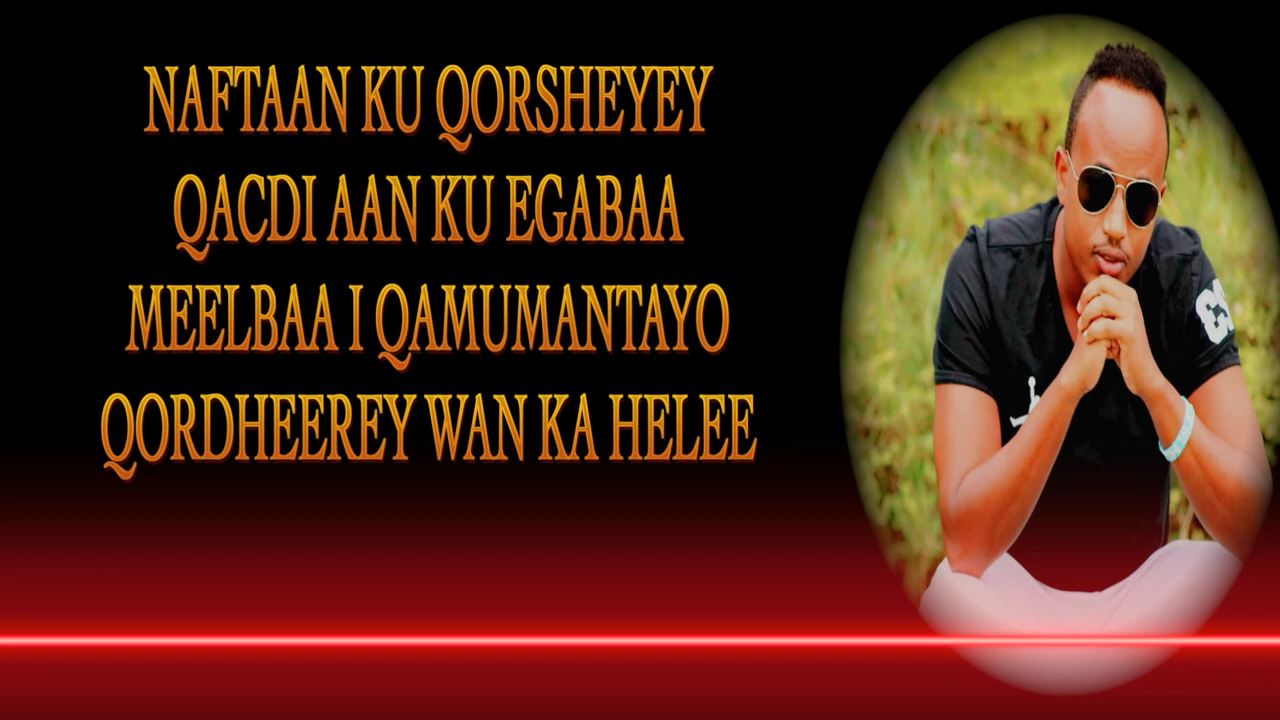 NAFTAAN KU QORSHEYEY
QACDI AAN KU EGABAA
MEELBAA I QAMUMANTAYO
QORDHEEREY WAN KA HELEE